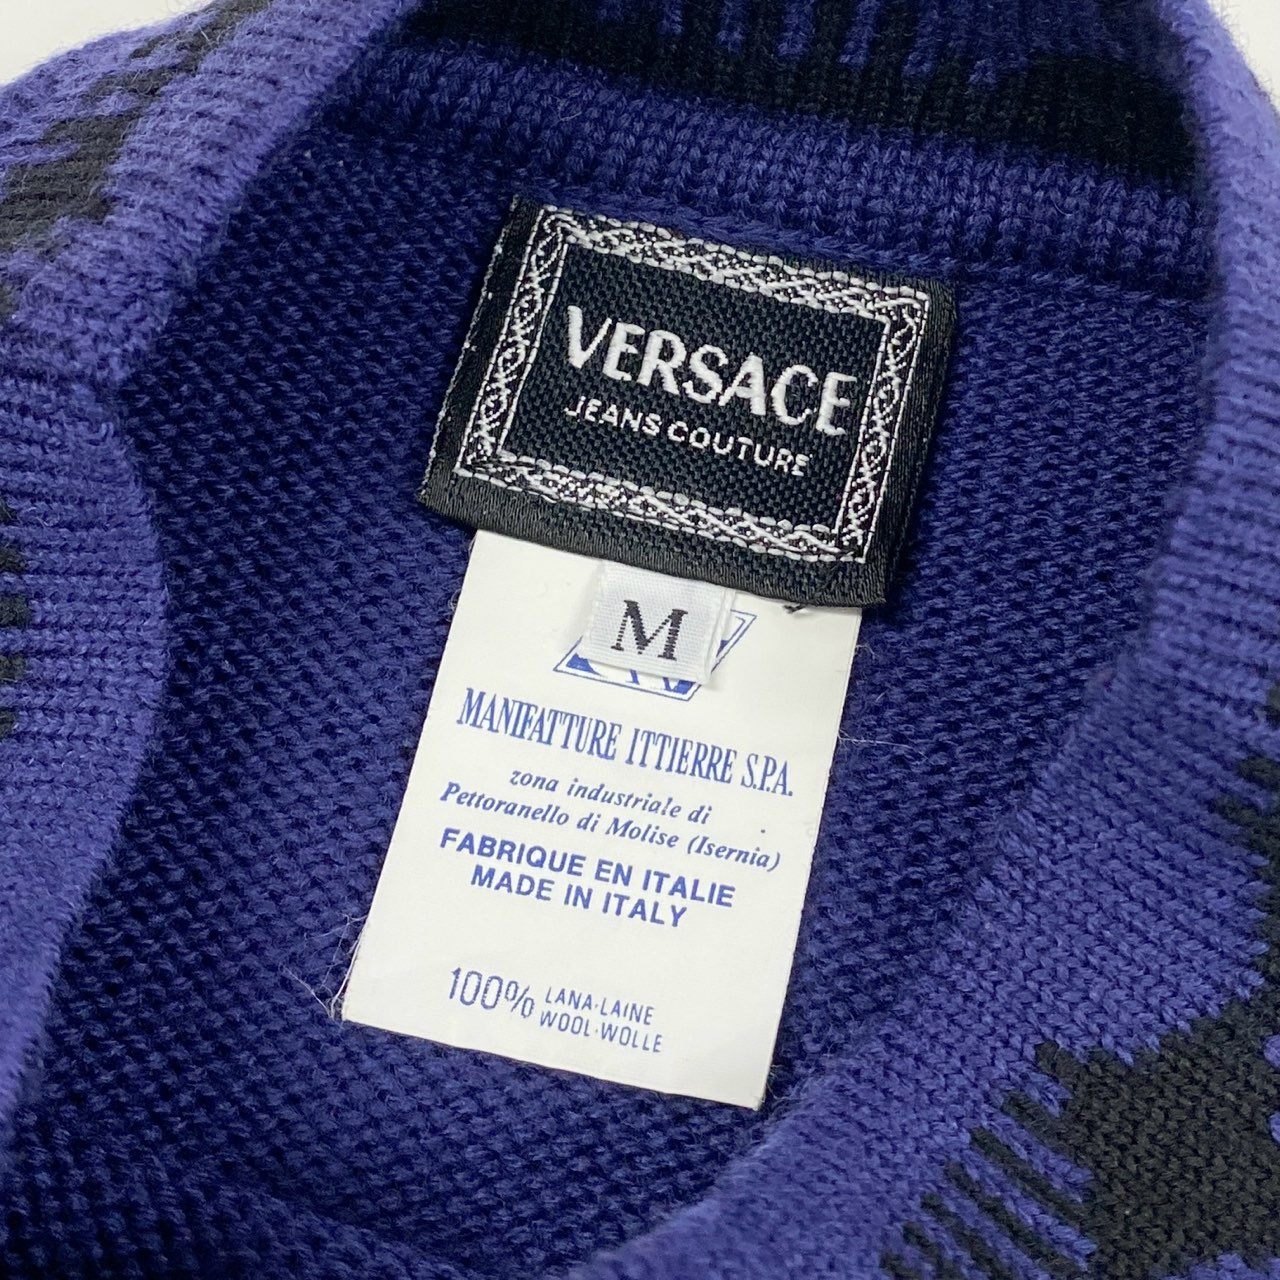 VERSACE
JEANS COUTURE
M
MANIFATTURE ITTIERRE S.P.A.
zona industriale di
Pettoranello di Molise (Isernia)
FABRIQUE EN ITALIE
MADE IN ITALY
100% LANA·LAINE
WOOL·WOLLE